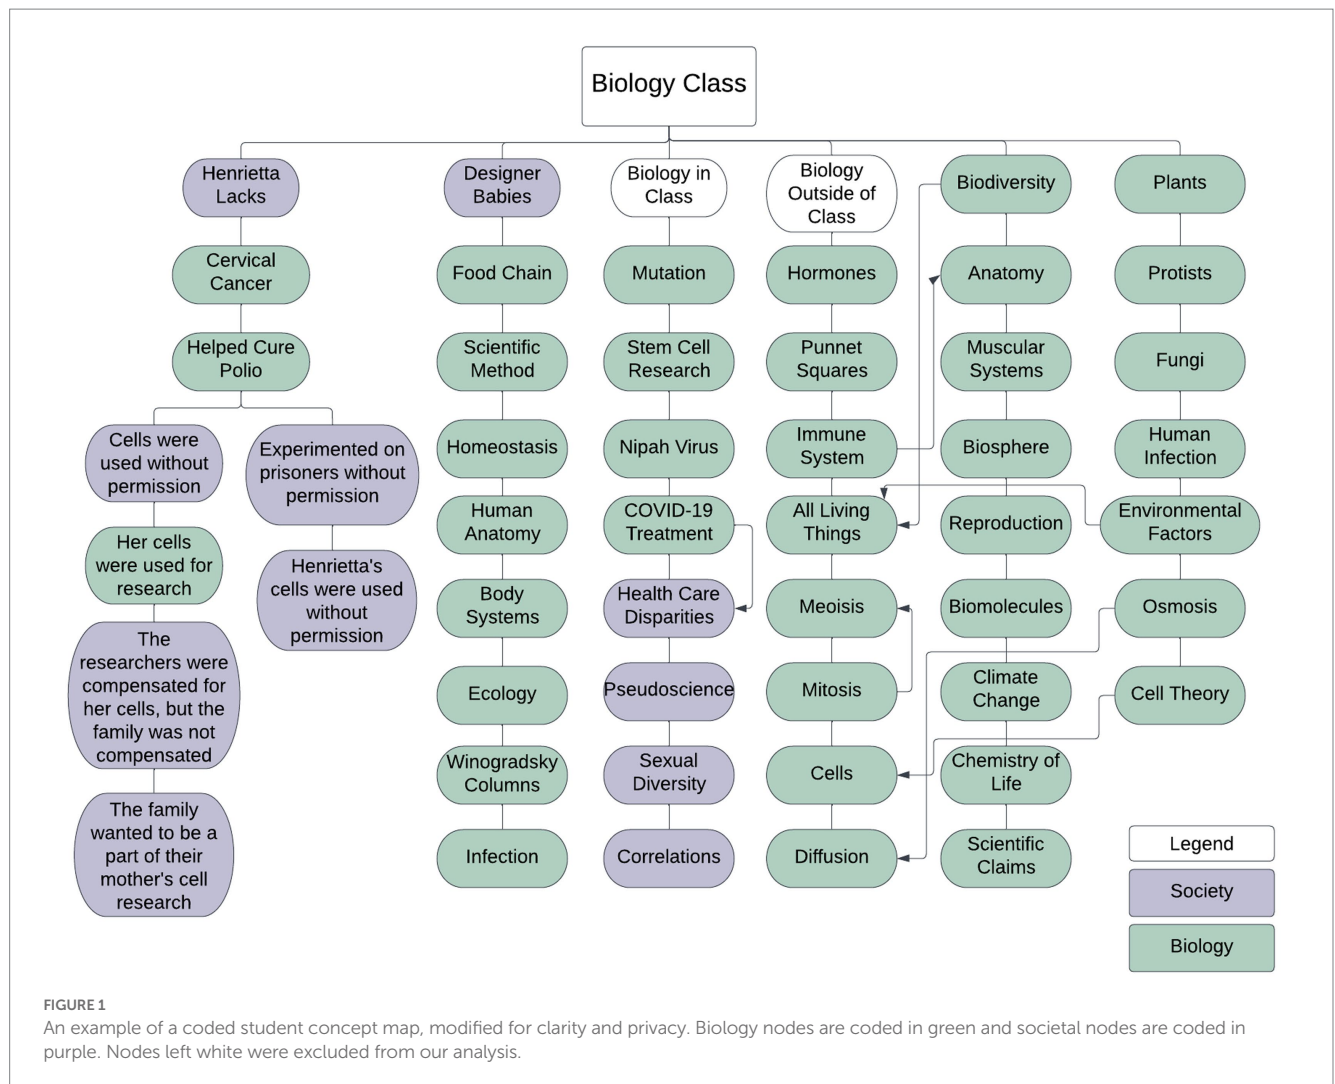 Biology Class
Henrietta
Lacks
Cervical
Cancer
Helped Cure
Polio
Cells were
used without
permission
Her cells
were used for
research
The
researchers were
compensated for
her cells, but the
family was not
compensated
The family
wanted to be a
part of their
mother's cell
research
Experimented on
prisoners without
permission
Henrietta's
cells were used
without
permission
Designer
Babies
Food Chain
Scientific
Method
Homeostasis
Human
Anatomy
Body
Systems
Ecology
Winogradsky
Columns
Infection
Biology in
Class
Mutation
Stem Cell
Research
Nipah Virus
COVID-19
Treatment
Health Care
Disparities
Pseudoscience
Sexual
Diversity
Correlations
Biology
Outside of
Class
Hormones
Punnet
Squares
Immune
System
All Living
Things
Meoisis
Mitosis
Cells
Diffusion
Biodiversity
Anatomy
Muscular
Systems
Biosphere
Reproduction
Biomolecules
Climate
Change
Chemistry of
Life
Scientific
Claims
Plants
Protists
Fungi
Human
Infection
Environmental
Factors
Osmosis
Cell Theory
Legend
Society
Biology
FIGURE 1
An example of a coded student concept map, modified for clarity and privacy. Biology nodes are coded in green and societal nodes are coded in
purple. Nodes left white were excluded from our analysis.